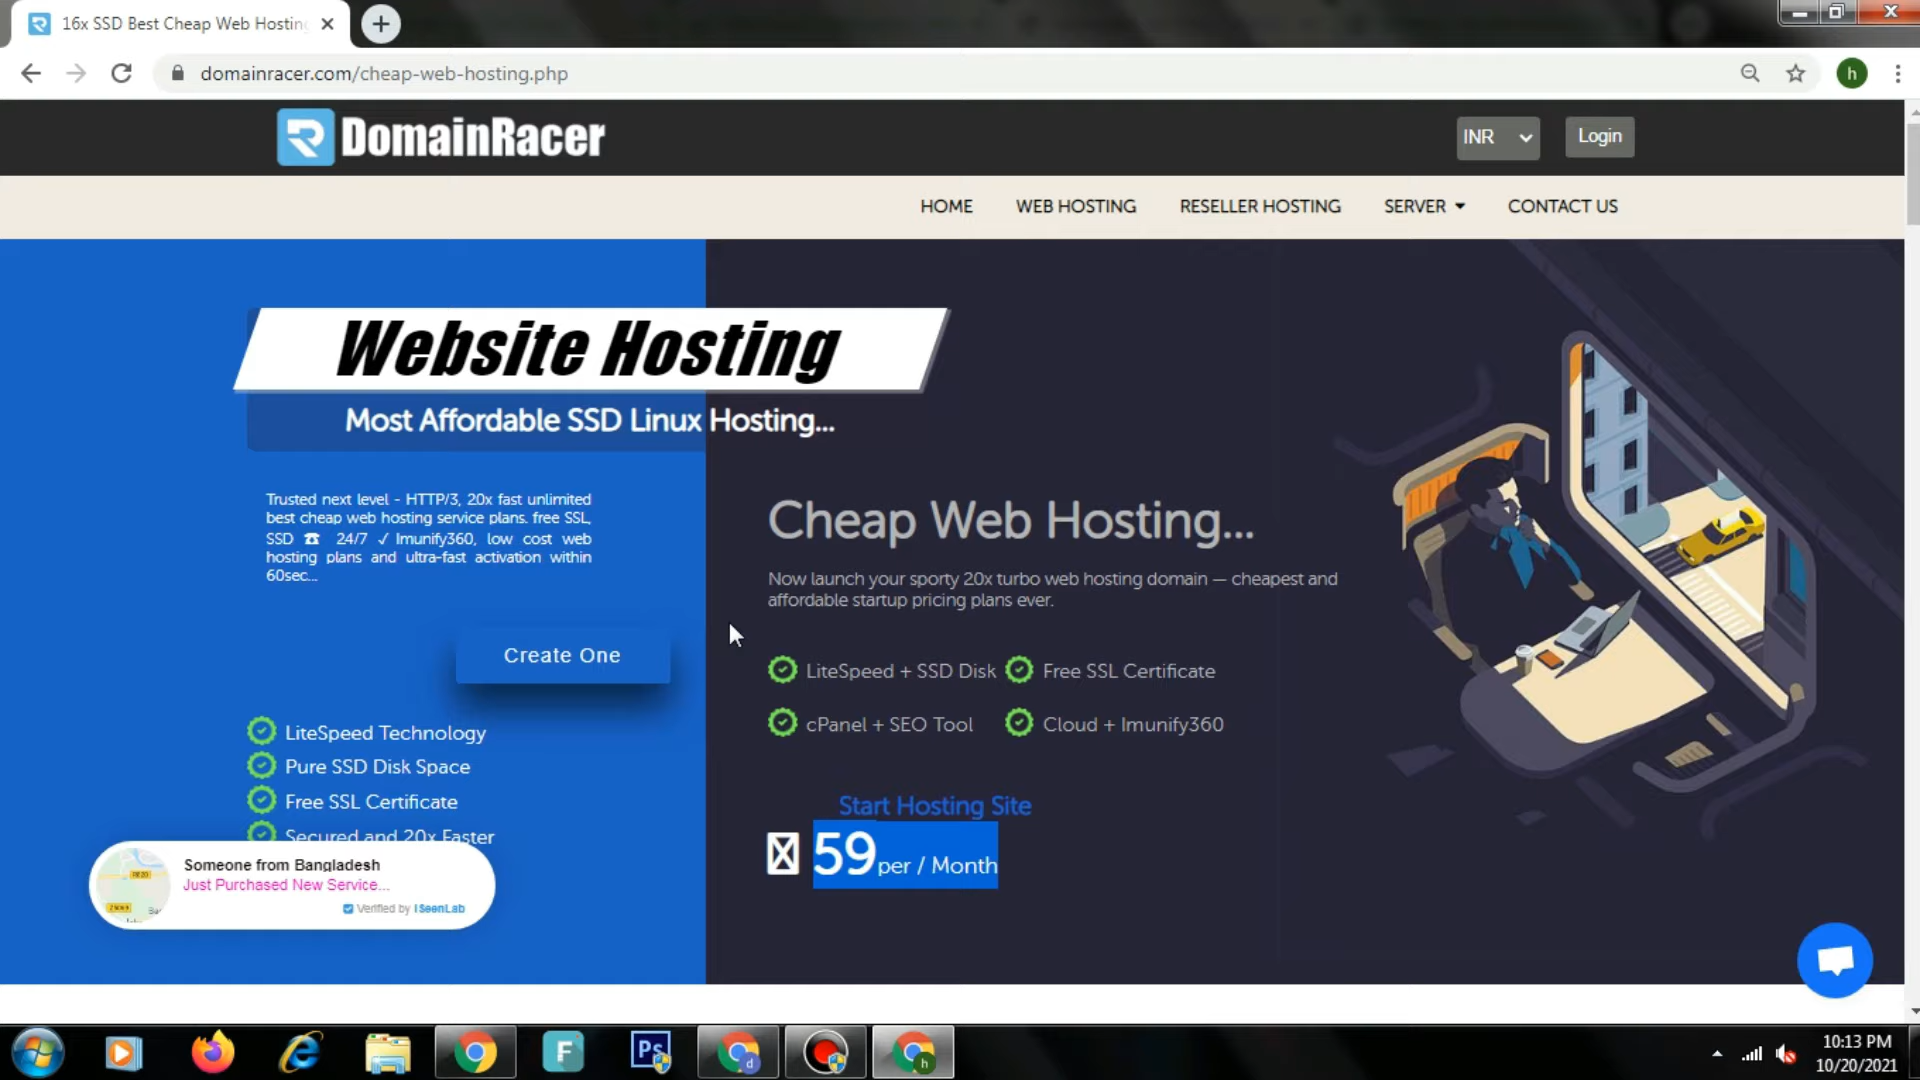 16x SSD Best Cheap Web Hosting
domainracer.com/cheap-web-hosting.php
h
DomainRacer
INR
Login
HOME
WEB HOSTING
RESELLER HOSTING
SERVER
CONTACT US
Website Hosting
Most Affordable SSD Linux Hosting...
Trusted next level - HTTP/3, 20x fast unlimited
best cheap web hosting service plans. free SSL,
SSD ☎ 24/7 ✓ Imunify360, low cost web
hosting plans and ultra-fast activation within
60sec...
Create One
LiteSpeed Technology
Pure SSD Disk Space
Free SSL Certificate
Secured and 20x Faster
Cheap Web Hosting...
Now launch your sporty 20x turbo web hosting domain — cheapest and
affordable startup pricing plans ever.
LiteSpeed + SSD Disk
Free SSL Certificate
cPanel + SEO Tool
Cloud + Imunify360
Start Hosting Site
59 per / Month
Someone from Bangladesh
Just Purchased New Service...
Verified by ISeenLab
F
Ps
d
h
10:13 PM
10/20/2021